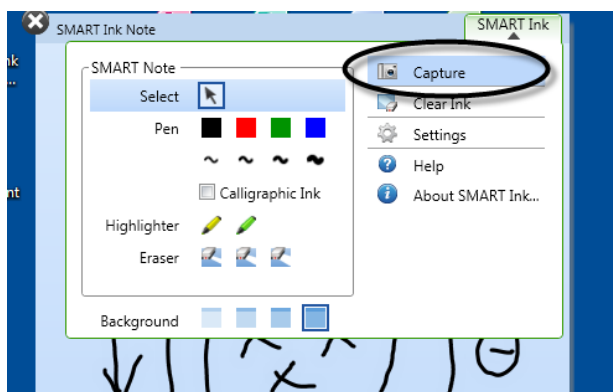 SMART Ink Note
SMART Ink
SMART Note
Select
Pen
Calligraphic Ink
Highlighter
Eraser
Background
Capture
Clear Ink
Settings
Help
About SMART Ink...